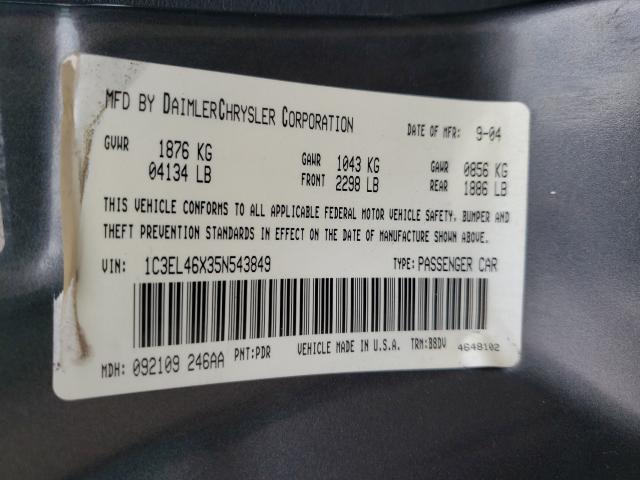 MFD BY DAIMLERCHRYSLER CORPORATION DATE OF MFR: 9-04
GVWR 1876 KG GAWR 1043 KG GAWR 0856 KG
04134 LB FRONT 2298 LB REAR 1886 LB
THIS VEHICLE CONFORMS TO ALL APPLICABLE FEDERAL MOTOR VEHICLE SAFETY, BUMPER AND
THEFT PREVENTION STANDARDS IN EFFECT ON THE DATE OF MANUFACTURE SHOWN ABOVE.
VIN: 1C3EL46X35N543849 TYPE: PASSENGER CAR
MDH: 092109 246AA PNT:PDR VEHICLE MADE IN U.S.A. TRN:B8DV 4648102